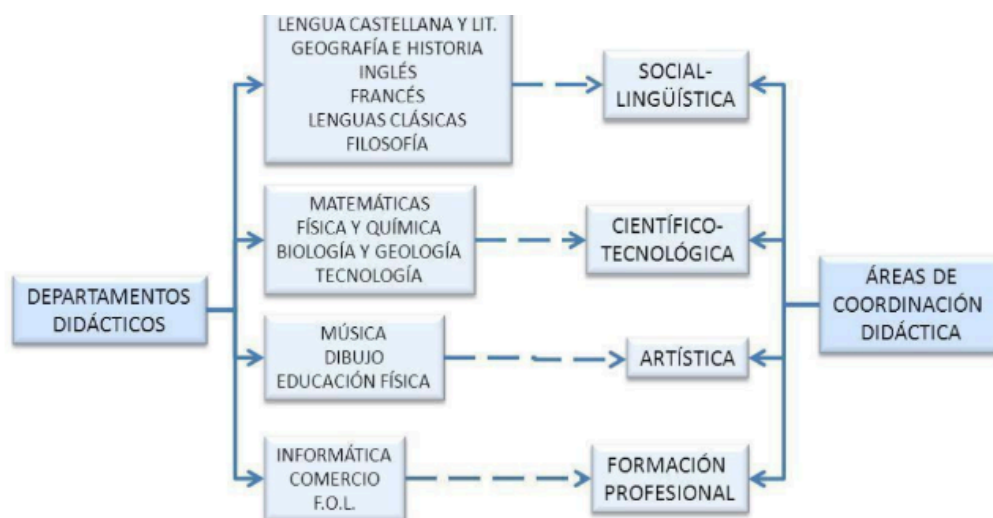 LENGUA CASTELLANA Y LIT.
GEOGRAFÍA E HISTORIA
INGLÉS
FRANCÉS
LENGUAS CLÁSICAS
FILOSOFÍA
SOCIAL-
LINGÜÍSTICA
MATEMÁTICAS
FÍSICA Y QUÍMICA
BIOLOGÍA Y GEOLOGÍA
TECNOLOGÍA
CIENTÍFICO-
TECNOLÓGICA
DEPARTAMENTOS
DIDÁCTICOS
ÁREAS DE
COORDINACIÓN
DIDÁCTICA
MÚSICA
DIBUJO
EDUCACIÓN FÍSICA
ARTÍSTICA
INFORMÁTICA
COMERCIO
F.O.L.
FORMACIÓN
PROFESIONAL